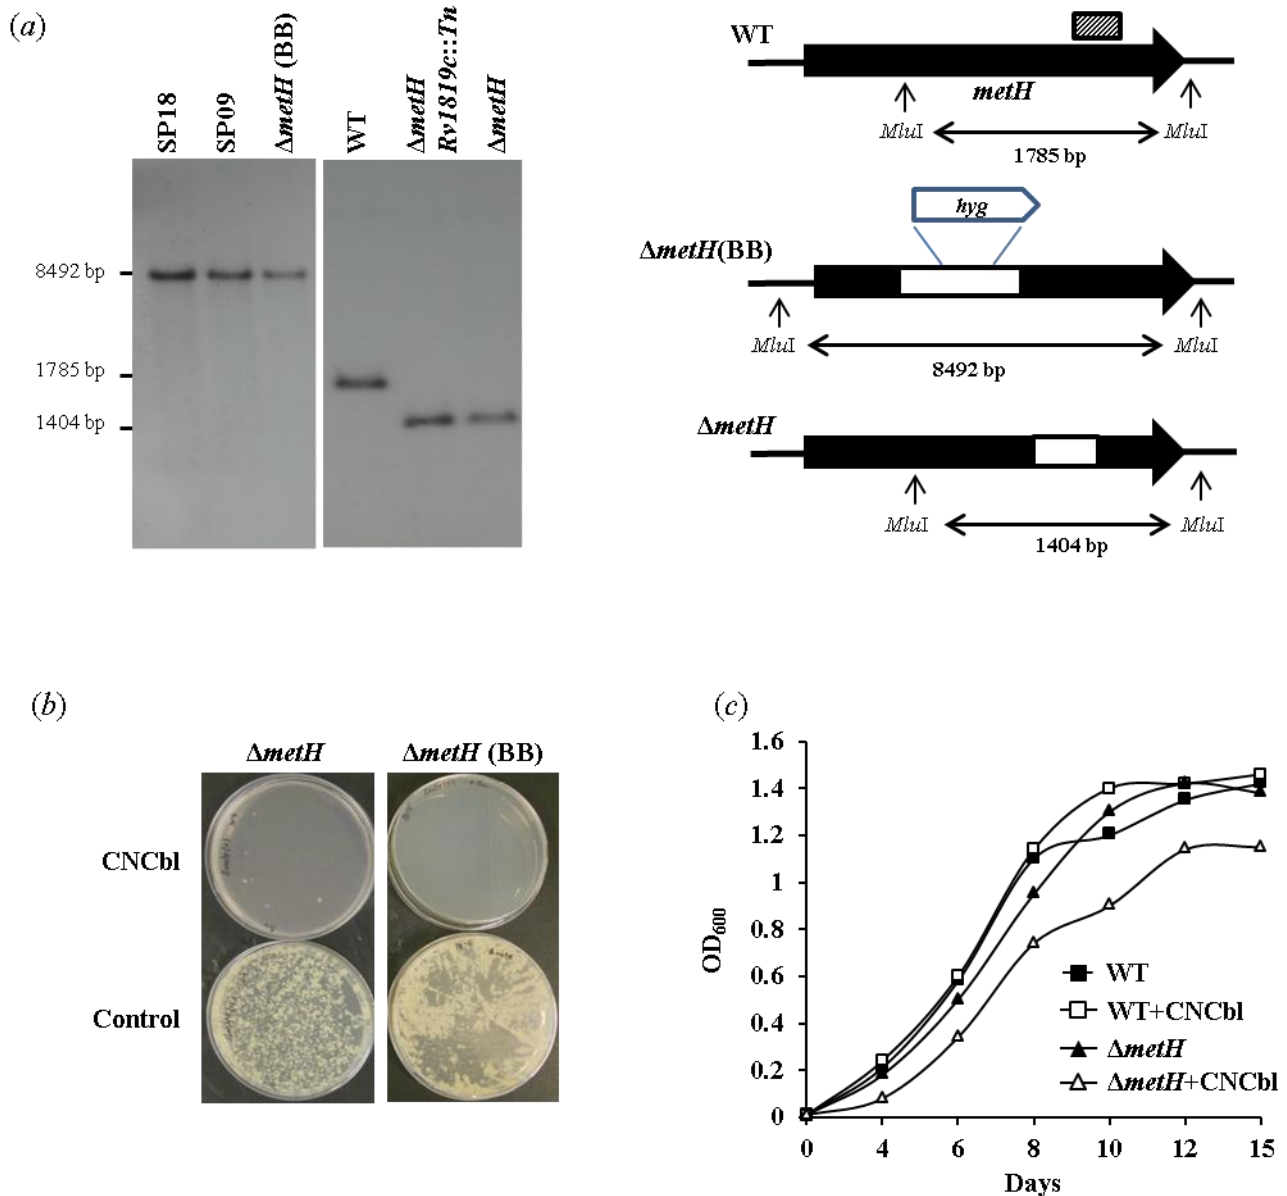 (a)
SP18
SP09
ΔmetH (BB)
WT
ΔmetH
Rv1819c::Tn
ΔmetH
8492 bp
1785 bp
1404 bp
WT
metH
MluI
MluI
1785 bp
hyg
ΔmetH(BB)
MluI
MluI
8492 bp
ΔmetH
MluI
MluI
1404 bp
(b)
ΔmetH
ΔmetH (BB)
CNCbl
Control
(c)
1.6
1.4
1.2
1
0.8
0.6
0.4
0.2
0
OD600
WT
WT+CNCbl
ΔmetH
ΔmetH+CNCbl
0 4 6 8 10 12 15
Days